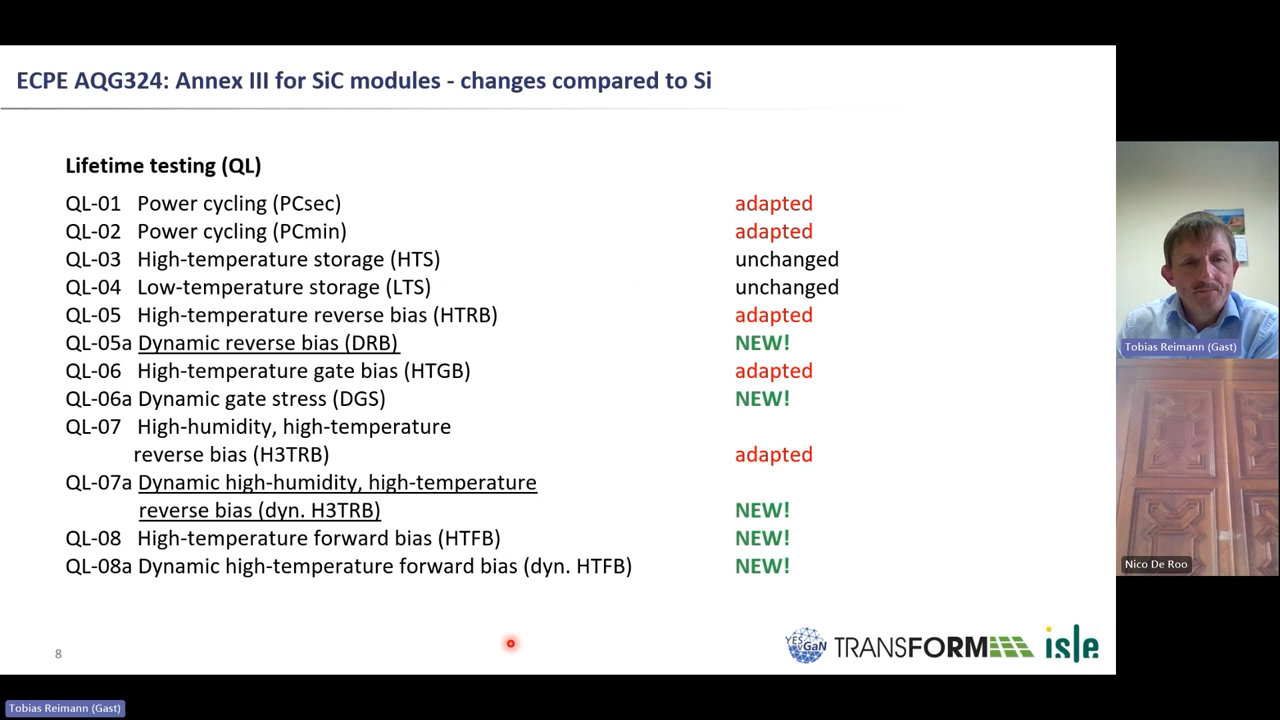 ECPE AQG324: Annex III for SiC modules - changes compared to Si
Lifetime testing (QL)
QL-01 Power cycling (PCsec) adapted
QL-02 Power cycling (PCmin) adapted
QL-03 High-temperature storage (HTS) unchanged
QL-04 Low-temperature storage (LTS) unchanged
QL-05 High-temperature reverse bias (HTRB) adapted
QL-05a Dynamic reverse bias (DRB) NEW!
QL-06 High-temperature gate bias (HTGB) adapted
QL-06a Dynamic gate stress (DGS) NEW!
QL-07 High-humidity, high-temperature
reverse bias (H3TRB) adapted
QL-07a Dynamic high-humidity, high-temperature
reverse bias (dyn. H3TRB) NEW!
QL-08 High-temperature forward bias (HTFB) NEW!
QL-08a Dynamic high-temperature forward bias (dyn. HTFB) NEW!
8
YESvGaN TRANSFORM isle
Tobias Reimann (Gast)
Nico De Roo
Tobias Reimann (Gast)